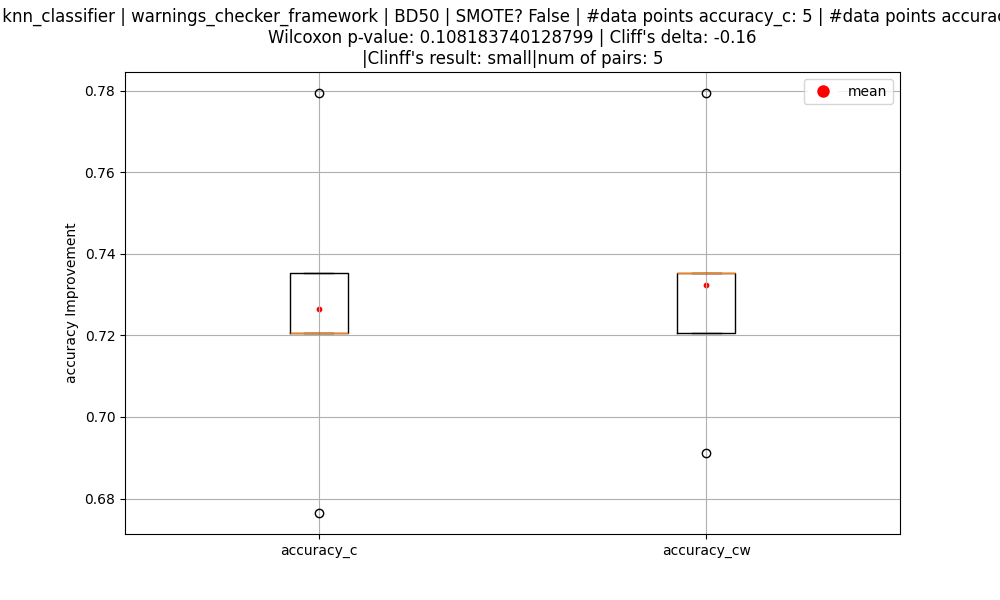 knn_classifier | warnings_checker_framework | BD50 | SMOTE? False | #data points accuracy_c: 5 | #data points
Wilcoxon p-value: 0.108183740128799 | Cliff's delta: -0.16
|Clinff's result: small|num of pairs: 5
mean
0.78
0.76
0.74
0.72
0.70
0.68
accuracy Improvement
accuracy_c
accuracy_cw